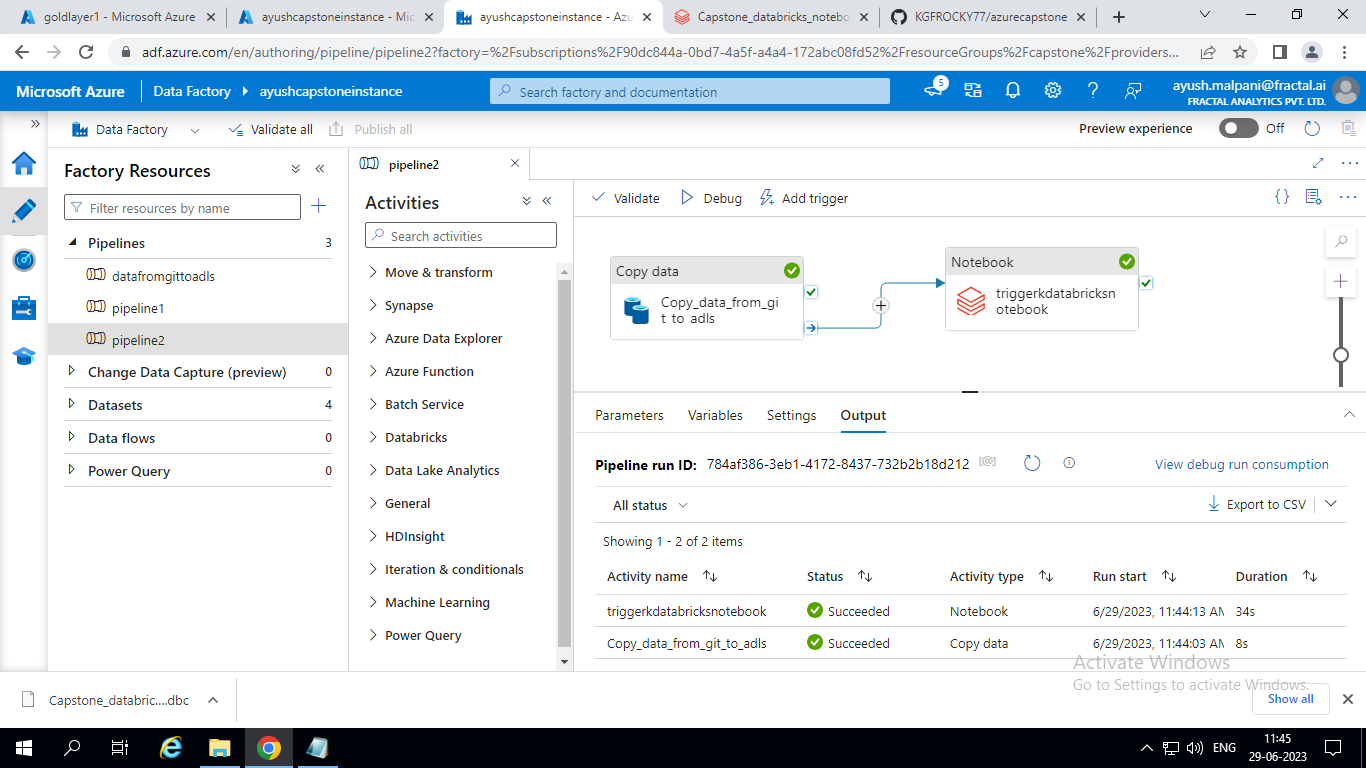 goldlayer1 - Microsoft Azure
ayushcapstoneinstance - Mic
ayushcapstoneinstance - Azu
Capstone_databricks_notebo
KGFROCKY77/azurecapstone
adf.azure.com/en/authoring/pipeline/pipeline2?factory=%2Fsubscriptions%2F90dc844a-0bd7-4a5f-a4a4-172abc08fd52%2FresourceGroups%2Fcapstone%2Fproviders...
Microsoft Azure
Data Factory
ayushcapstoneinstance
Search factory and documentation
5
ayush.malpani@fractal.ai
FRACTAL ANALYTICS PVT. LTD.
Data Factory
Validate all
Publish all
Preview experience
Off
Factory Resources
Filter resources by name
Pipelines 3
datafromgittoadls
pipeline1
pipeline2
Change Data Capture (preview) 0
Datasets 4
Data flows 0
Power Query 0
pipeline2
Activities
Search activities
Move & transform
Synapse
Azure Data Explorer
Azure Function
Batch Service
Databricks
Data Lake Analytics
General
HDInsight
Iteration & conditionals
Machine Learning
Power Query
Validate
Debug
Add trigger
Copy data
Copy_data_from_gi
t_to_adls
Notebook
triggerkdatabricksn
otebook
Parameters
Variables
Settings
Output
Pipeline run ID: 784af386-3eb1-4172-8437-732b2b18d212
View debug run consumption
All status
Export to CSV
Showing 1 - 2 of 2 items
Activity name Status Activity type Run start Duration
triggerkdatabricksnotebook Succeeded Notebook 6/29/2023, 11:44:13 AM 34s
Copy_data_from_git_to_adls Succeeded Copy data 6/29/2023, 11:44:03 AM 8s
Activate Windows
Go to Settings to activate Windows.
Capstone_databric....dbc
Show all
ENG
11:45
29-06-2023